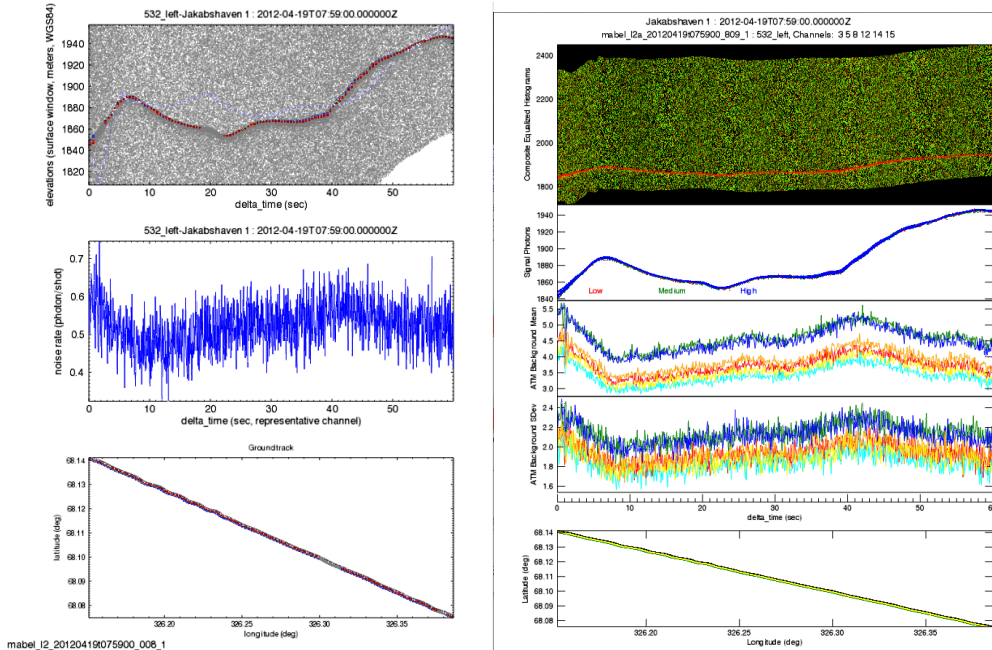 532_left-Jakabshaven 1 : 2012-04-19T07:59:00.000000Z
elevations (surface window, meters, WGS84)
1940
1920
1900
1880
1860
1840
1820
0 10 20 30 40 50
delta_time (sec)
532_left-Jakabshaven 1 : 2012-04-19T07:59:00.000000Z
noise rate (photon/shot)
0.7
0.6
0.5
0.4
0 10 20 30 40 50
delta_time (sec, representative channel)
Groundtrack
latitude (deg)
68.14
68.13
68.12
68.11
68.10
68.09
68.08
326.20 326.25 326.30 326.35
longitude (deg)
mabel_l2_20120419t075900_008_1
Jakabshaven 1 : 2012-04-19T07:59:00.000000Z
mabel_l2a_20120419t075900_809_1 : 532_left, Channels: 3 5 8 12 14 15
Composite Equalized Histograms
2400
2200
2000
1800
Signal Photons
1940
1920
1900
1880
1860
1840
Low Medium High
ATM Background Mean
5.5
5.0
4.5
4.0
3.5
3.0
ATM Background SDev
2.4
2.2
2.0
1.8
1.6
0 10 20 30 40 50
delta_time (sec)
Latitude (deg)
68.14
68.13
68.12
68.11
68.10
68.09
68.08
326.20 326.25 326.30 326.35
Longitude (deg)